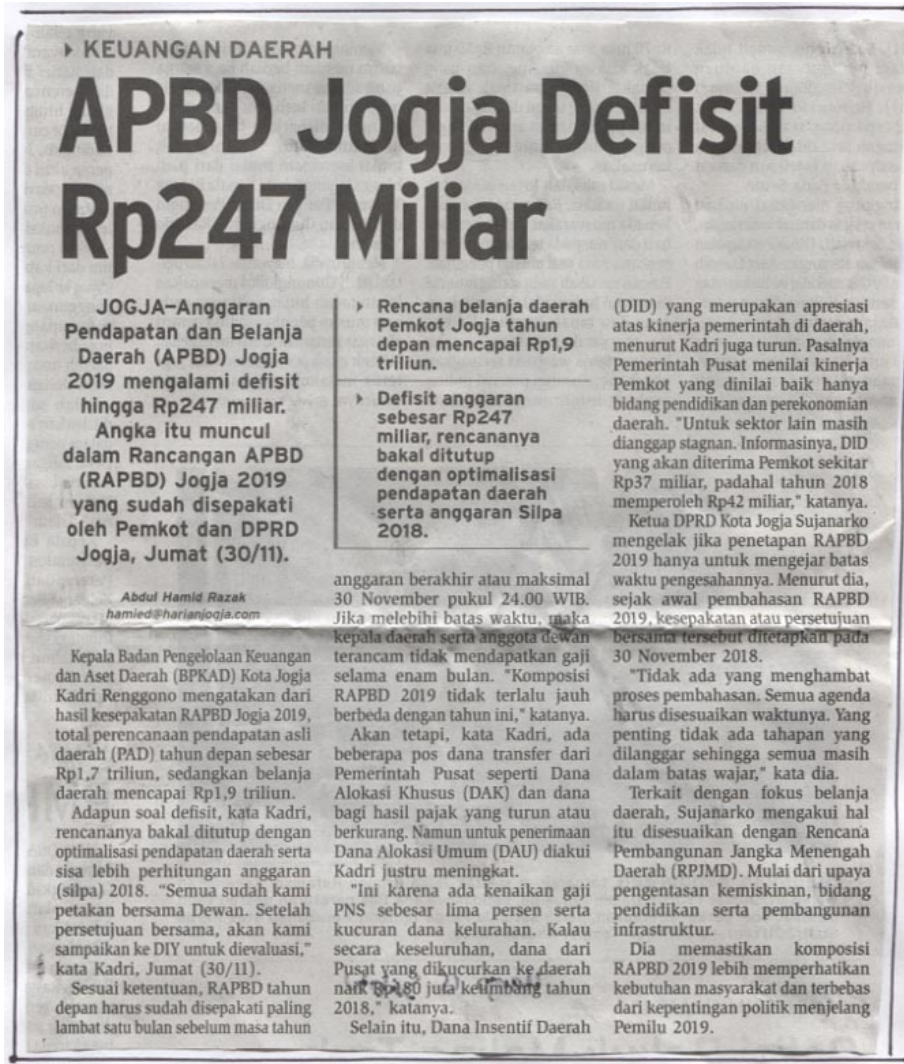 KEUANGAN DAERAH
APBD Jogja Defisit
Rp247 Miliar
JOGJA—Anggaran
Pendapatan dan Belanja
Daerah (APBD) Jogja
2019 mengalami defisit
hingga Rp247 miliar.
Angka itu muncul
dalam Rancangan APBD
(RAPBD) Jogja 2019
yang sudah disepakati
oleh Pemkot dan DPRD
Jogja, Jumat (30/11).
Abdul Hamid Razak
hamied@harianjogja.com
Rencana belanja daerah
Pemkot Jogja tahun
depan mencapai Rp1,9
triliun.
Defisit anggaran
sebesar Rp247
miliar, rencananya
bakal ditutup
dengan optimalisasi
pendapatan daerah
serta anggaran Silpa
2018.
Kepala Badan Pengelolaan Keuangan
dan Aset Daerah (BPKAD) Kota Jogja
Kadri Renggono mengatakan dari
hasil kesepakatan RAPBD Jogja 2019,
total perencanaan pendapatan asli
daerah (PAD) tahun depan sebesar
Rp1,7 triliun, sedangkan belanja
daerah mencapai Rp1,9 triliun.
Adapun soal defisit, kata Kadri,
rencananya bakal ditutup dengan
optimalisasi pendapatan daerah serta
sisa lebih perhitungan anggaran
(silpa) 2018. "Semua sudah kami
petakan bersama Dewan. Setelah
persetujuan bersama, akan kami
sampaikan ke DIY untuk dievaluasi,"
kata Kadri, Jumat (30/11).
Sesuai ketentuan, RAPBD tahun
depan harus sudah disepakati paling
lambat satu bulan sebelum masa tahun
anggaran berakhir atau maksimal
30 November pukul 24.00 WIB.
Jika melebihi batas waktu, maka
kepala daerah serta anggota dewan
terancam tidak mendapatkan gaji
selama enam bulan. "Komposisi
RAPBD 2019 tidak terlalu jauh
berbeda dengan tahun ini," katanya.
Akan tetapi, kata Kadri, ada
beberapa pos dana transfer dari
Pemerintah Pusat seperti Dana
Alokasi Khusus (DAK) dan dana
bagi hasil pajak yang turun atau
berkurang. Namun untuk penerimaan
Dana Alokasi Umum (DAU) diakui
Kadri justru meningkat.
"Ini karena ada kenaikan gaji
PNS sebesar lima persen serta
kucuran dana kelurahan. Kalau
secara keseluruhan, dana dari
Pusat yang dikucurkan ke daerah
naik juta ketimbang tahun
2018," katanya.
Selain itu, Dana Insentif Daerah
(DID) yang merupakan apresiasi
atas kinerja pemerintah di daerah,
menurut Kadri juga turun. Pasalnya
Pemerintah Pusat menilai kinerja
Pemkot yang dinilai baik hanya
bidang pendidikan dan perekonomian
daerah. "Untuk sektor lain masih
dianggap stagnan. Informasinya, DID
yang akan diterima Pemkot sekitar
Rp37 miliar, padahal tahun 2018
memperoleh Rp42 miliar," katanya.
Ketua DPRD Kota Jogja Sujanarko
mengelak jika penetapan RAPBD
2019 hanya untuk mengejar batas
waktu pengesahannya. Menurut dia,
sejak awal pembahasan RAPBD
2019, kesepakatan atau persetujuan
bersama tersebut ditetapkan pada
30 November 2018.
"Tidak ada yang menghambat
proses pembahasan. Semua agenda
harus disesuaikan waktunya. Yang
penting tidak ada tahapan yang
dilanggar sehingga semua masih
dalam batas wajar," kata dia.
Terkait dengan fokus belanja
daerah, Sujanarko mengakui hal
itu disesuaikan dengan Rencana
Pembangunan Jangka Menengah
Daerah (RPJMD). Mulai dari upaya
pengentasan kemiskinan, bidang
pendidikan serta pembangunan
infrastruktur.
Dia memastikan komposisi
RAPBD 2019 lebih memperhatikan
kebutuhan masyarakat dan terbebas
dari kepentingan politik menjelang
Pemilu 2019.